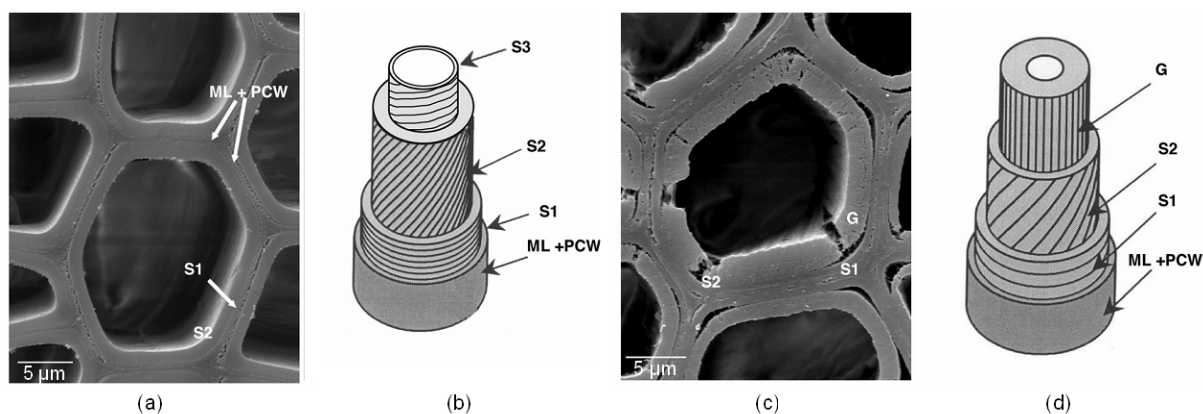 ML + PCW
S1
S2
5 µm
(a)
S3
S2
S1
ML +PCW
(b)
G
S2
S1
5 µm
(c)
G
S2
S1
ML +PCW
(d)